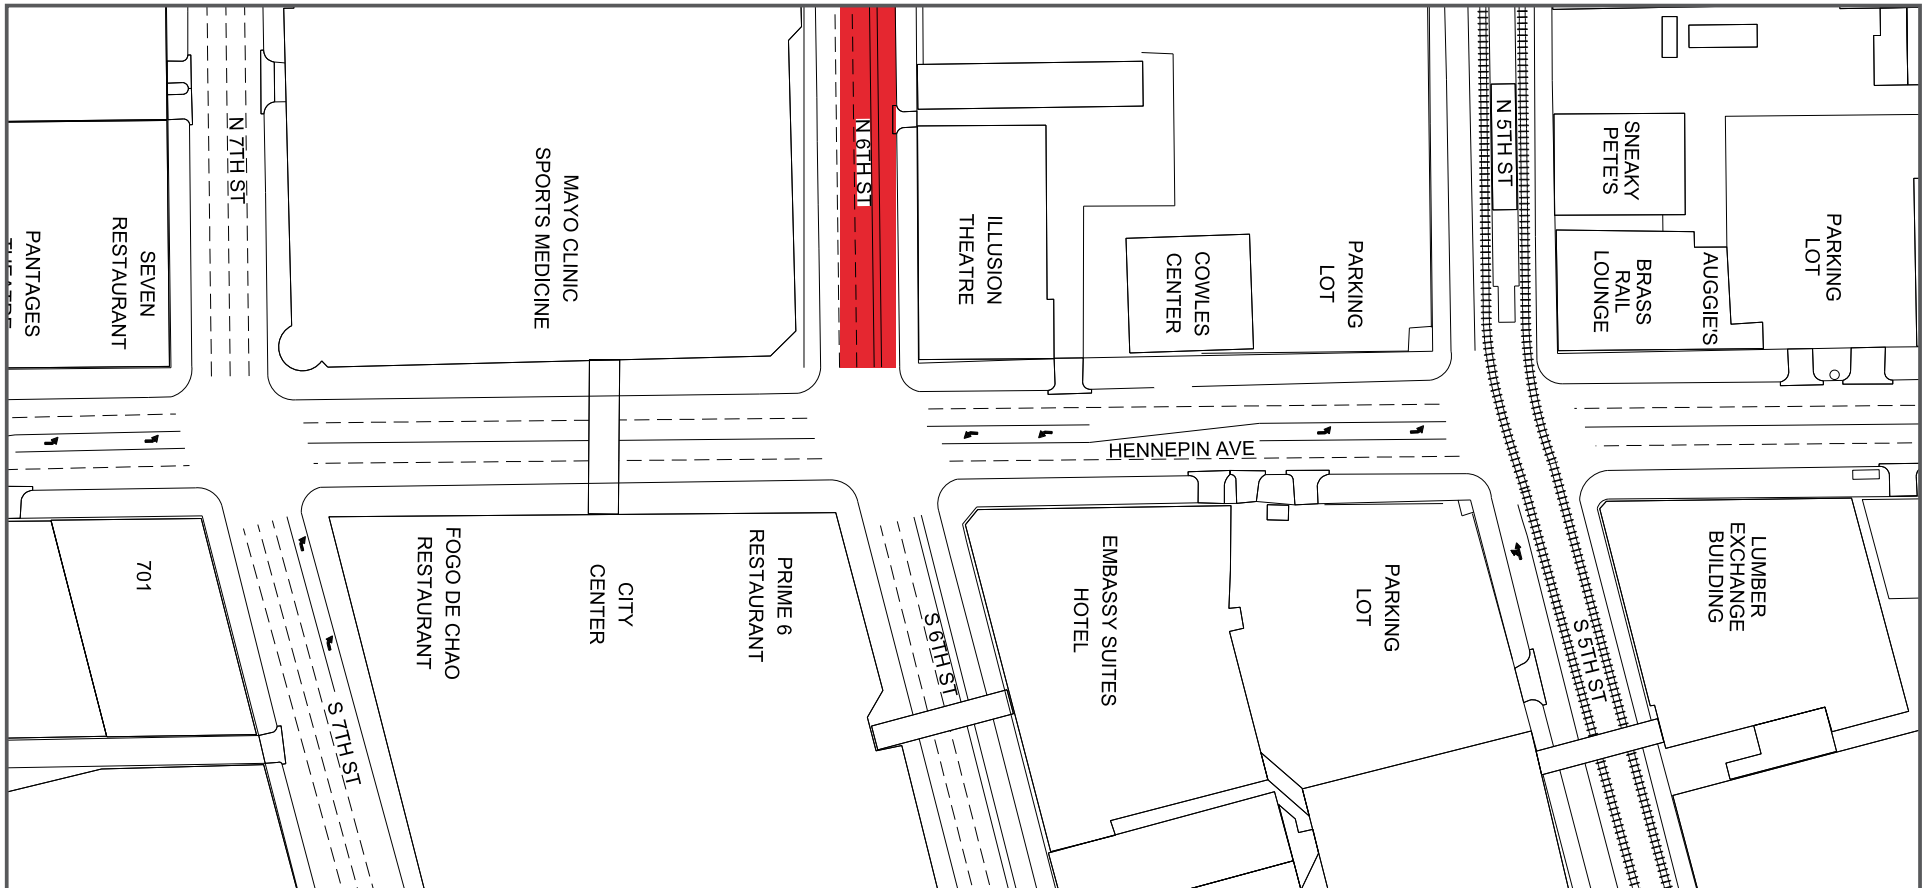 N 7TH ST
N 6TH ST
N 5TH ST
PANTAGES
SEVEN
RESTAURANT
MAYO CLINIC
SPORTS MEDICINE
ILLUSION
THEATRE
COWLES
CENTER
PARKING
LOT
SNEAKY
PETE'S
BRASS
RAIL
LOUNGE
AUGGIE'S
PARKING
LOT
HENNEPIN AVE
701
S 7TH ST
FOGO DE CHAO
RESTAURANT
CITY
CENTER
PRIME 6
RESTAURANT
S 6TH ST
EMBASSY SUITES
HOTEL
PARKING
LOT
S 5TH ST
LUMBER
EXCHANGE
BUILDING